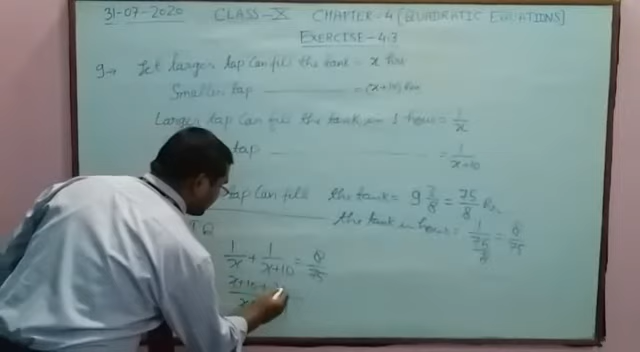 31-07-2020 CLASS-X CHAPTER-4 (QUADRATIC EQUATIONS)
EXERCISE-4.3
9→ Let larger tap can fill the tank = x hrs
Smaller tap ——— = (x+10) hrs
Larger tap can fill the tank in 1 hour = 1/x
tap ——— = 1/(x+10)
tap can fill the tank = 9 3/8 = 75/8 hrs
——— the tank in hour = 1/(75/8) = 8/75
1/x + 1/(x+10) = 8/75
x+10+